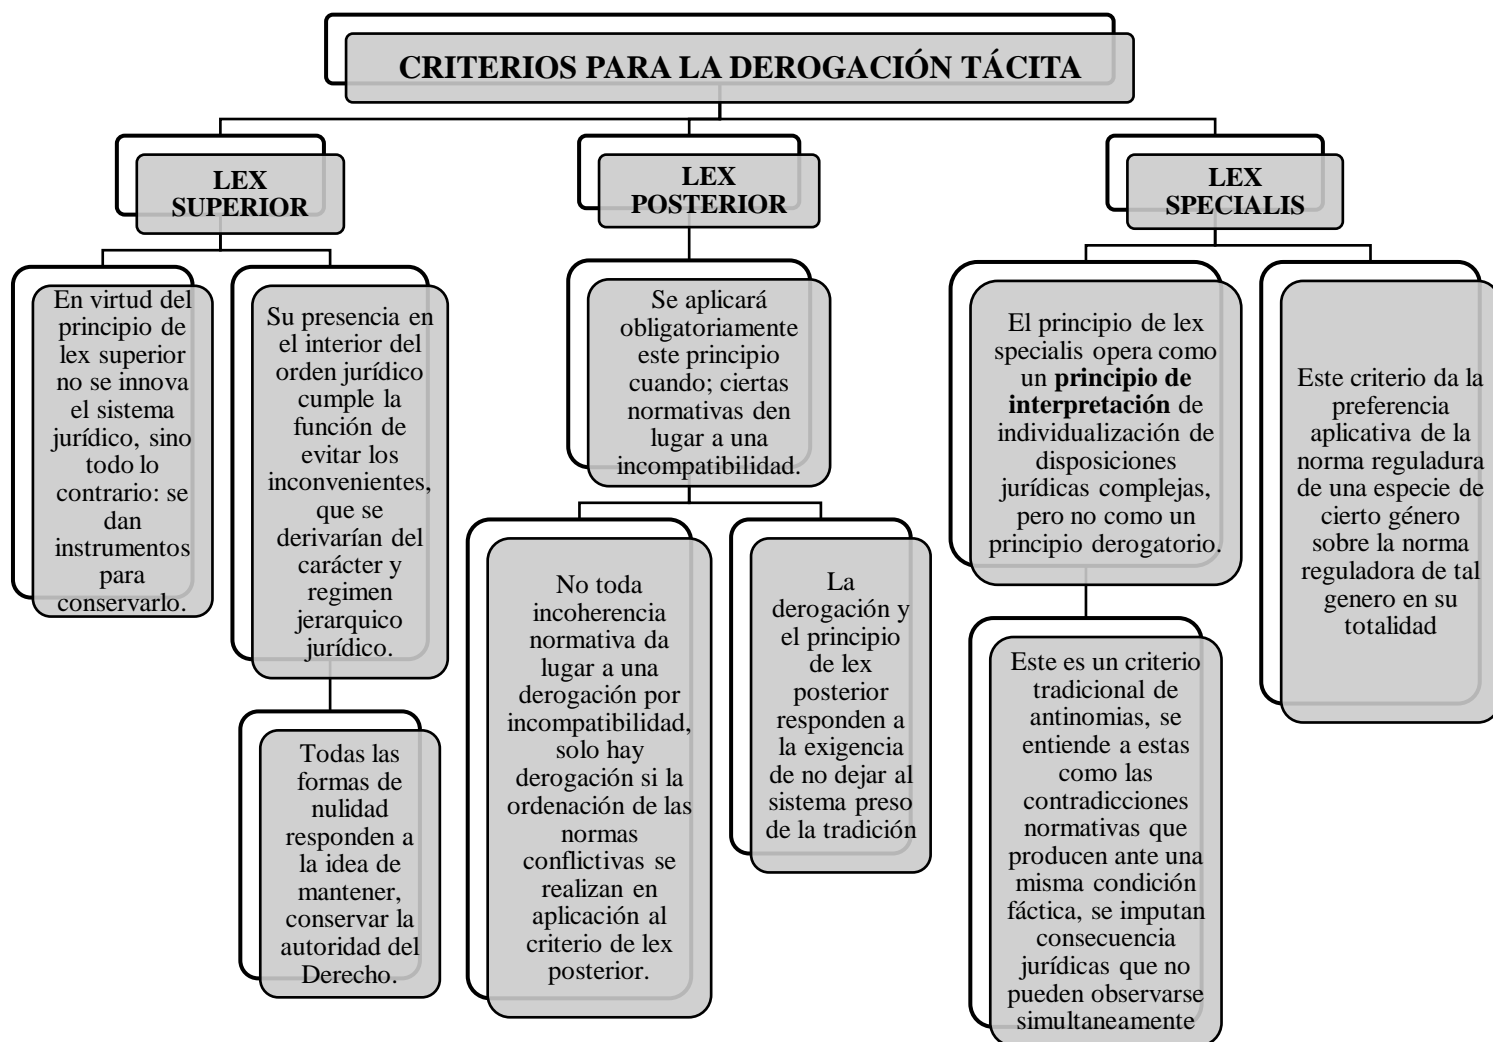 CRITERIOS PARA LA DEROGACIÓN TÁCITA
LEX
SUPERIOR
En virtud del
principio de
lex superior
no se innova
el sistema
jurídico, sino
todo lo
contrario: se
dan
instrumentos
para
conservarlo.
Su presencia en
el interior del
orden jurídico
cumple la
función de
evitar los
inconvenientes,
que se
derivarían del
carácter y
regimen
jerarquico
jurídico.
Todas las
formas de
nulidad
responden a
la idea de
mantener,
conservar la
autoridad del
Derecho.
LEX
POSTERIOR
Se aplicará
obligatoriamente
este principio
cuando; ciertas
normativas den
lugar a una
incompatibilidad.
No toda
incoherencia
normativa da
lugar a una
derogación por
incompatibilidad,
solo hay
derogación si la
ordenación de las
normas
conflictivas se
realizan en
aplicación al
criterio de lex
posterior.
La
derogación y
el principio
de lex
posterior
responden a
la exigencia
de no dejar al
sistema preso
de la tradición
LEX
SPECIALIS
El principio de lex
specialis opera como
un principio de
interpretación de
individualización de
disposiciones
jurídicas complejas,
pero no como un
principio derogatorio.
Este es un criterio
tradicional de
antinomias, se
entiende a estas
como las
contradicciones
normativas que
producen ante una
misma condición
fáctica, se imputan
consecuencia
jurídicas que no
pueden observarse
simultaneamente
Este criterio da la
preferencia
aplicativa de la
norma reguladura
de una especie de
cierto género
sobre la norma
reguladora de tal
genero en su
totalidad